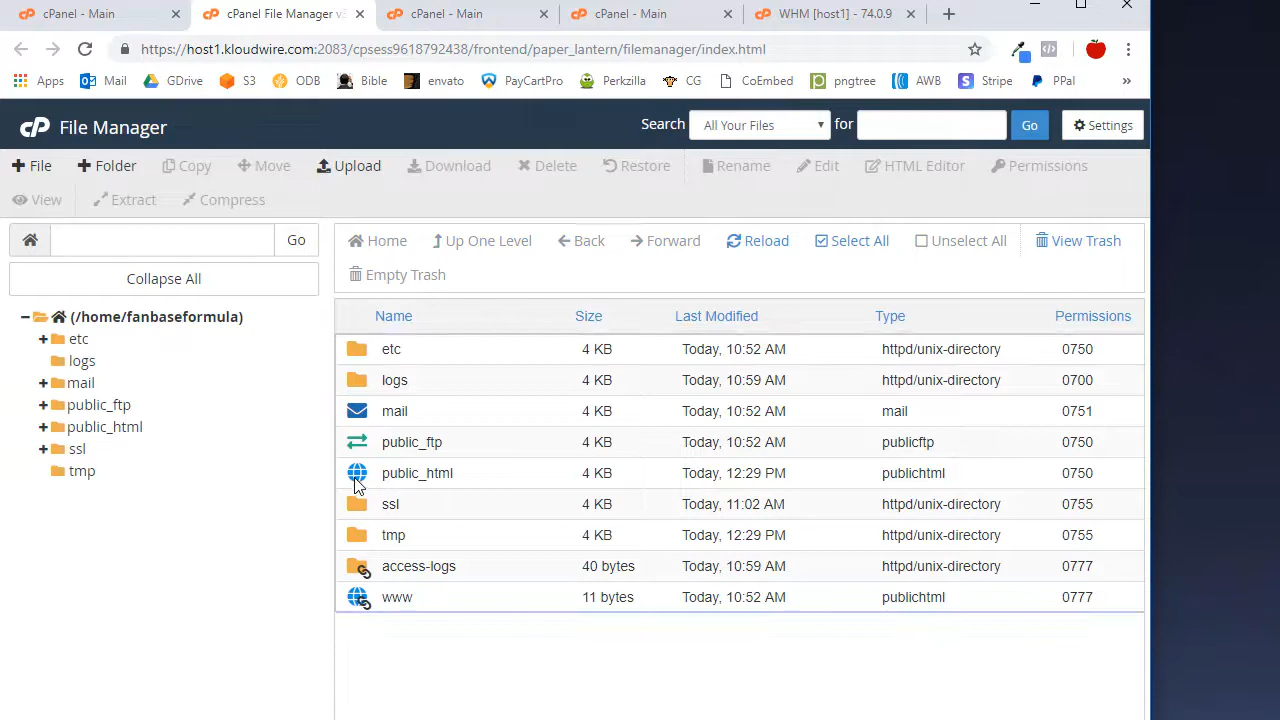 cPanel - Main
cPanel File Manager v3
cPanel - Main
cPanel - Main
WHM [host1] - 74.0.9
https://host1.kloudwire.com:2083/cpsess9618792438/frontend/paper_lantern/filemanager/index.html
Apps Mail GDrive S3 ODB Bible envato PayCartPro Perkzilla CG CoEmbed pngtree AWB Stripe PPal »
cP File Manager
Search All Your Files for Go Settings
File Folder Copy Move Upload Download Delete Restore Rename Edit HTML Editor Permissions
View Extract Compress
Go
Collapse All
(/home/fanbaseformula)
etc
logs
mail
public_ftp
public_html
ssl
tmp
Home Up One Level Back Forward Reload Select All Unselect All View Trash
Empty Trash
Name Size Last Modified Type Permissions
etc 4 KB Today, 10:52 AM httpd/unix-directory 0750
logs 4 KB Today, 10:59 AM httpd/unix-directory 0700
mail 4 KB Today, 10:52 AM mail 0751
public_ftp 4 KB Today, 10:52 AM publicftp 0750
public_html 4 KB Today, 12:29 PM publichtml 0750
ssl 4 KB Today, 11:02 AM httpd/unix-directory 0755
tmp 4 KB Today, 12:29 PM httpd/unix-directory 0755
access-logs 40 bytes Today, 10:59 AM httpd/unix-directory 0777
www 11 bytes Today, 10:52 AM publichtml 0777